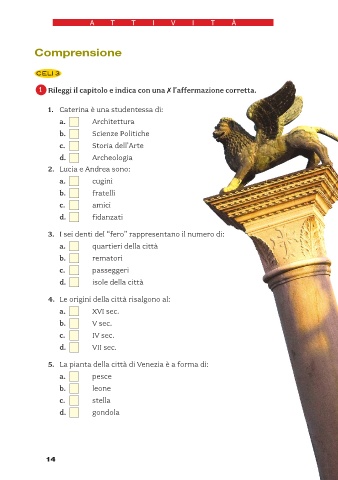 ATTIVITÀ
Comprensione
CELI 3
1 Rileggi il capitolo e indica con una ✗ l'affermazione corretta.
1. Caterina è una studentessa di:
a. Architettura
b. Scienze Politiche
c. Storia dell'Arte
d. Archeologia
2. Lucia e Andrea sono:
a. cugini
b. fratelli
c. amici
d. fidanzati
3. I sei denti del "fero" rappresentano il numero di:
a. quartieri della città
b. rematori
c. passeggeri
d. isole della città
4. Le origini della città risalgono al:
a. XVI sec.
b. V sec.
c. IV sec.
d. VII sec.
5. La pianta della città di Venezia è a forma di:
a. pesce
b. leone
c. stella
d. gondola
14